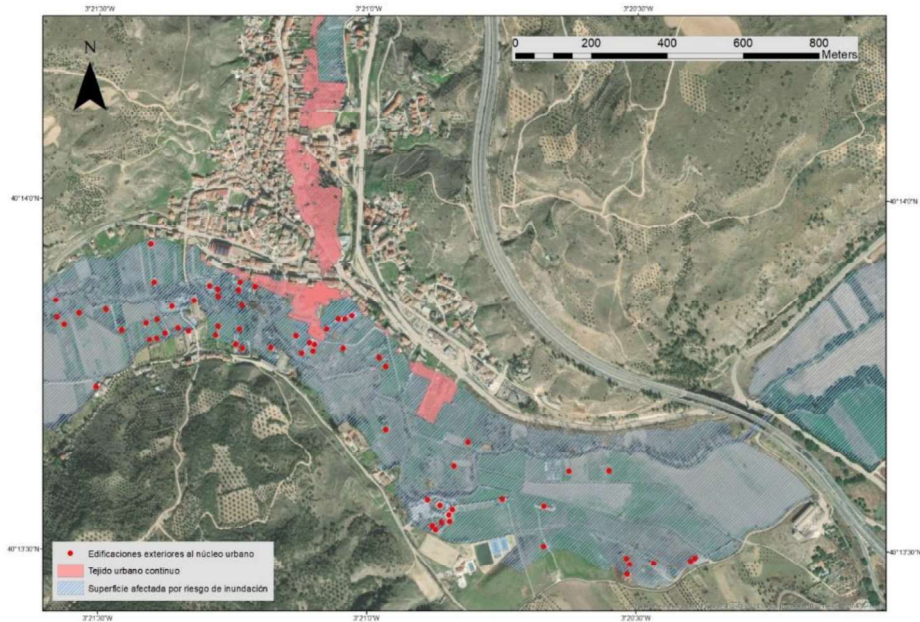 3°21'30"W 3°21'0"W 3°20'30"W
N
0 200 400 600 800
Meters
40°14'0"N 40°14'0"N
40°13'30"N 40°13'30"N
Edificaciones exteriores al núcleo urbano
Tejido urbano continuo
Superficie afectada por riesgo de inundación
3°21'30"W 3°21'0"W 3°20'30"W